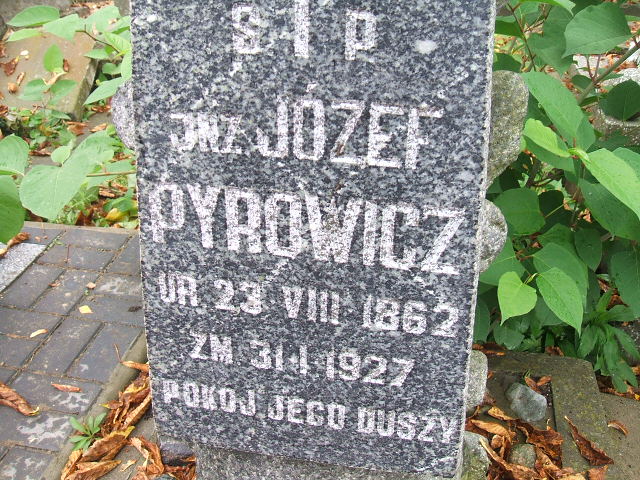 Ś P
INŻ JÓZEF
PYROWICZ
UR 23 VIII 1862
ZM 31·I·1927
POKÓJ JEGO DUSZY